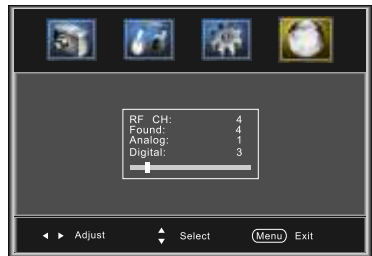 RF CH: 4
Found: 4
Analog: 1
Digital: 3
Adjust Select Menu Exit